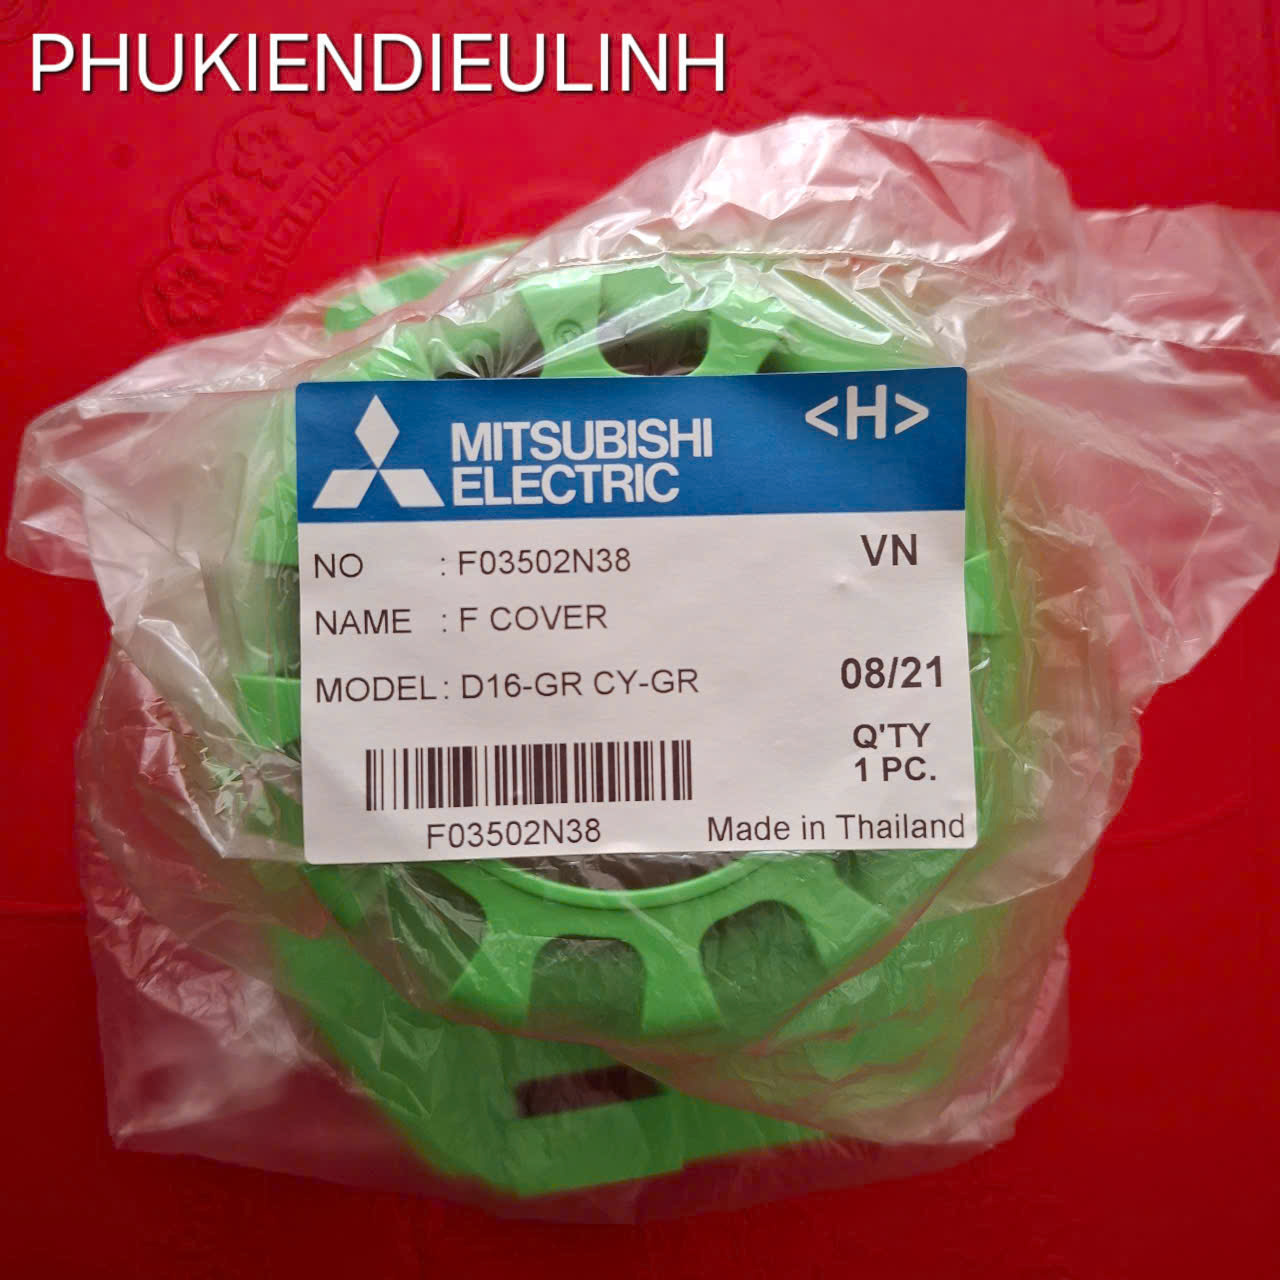 PHUKIENDIEULINH
MITSUBISHI
ELECTRIC
<H>
NO : F03502N38
VN
NAME : F COVER
MODEL : D16-GR CY-GR
08/21
Q'TY
1 PC.
F03502N38
Made in Thailand